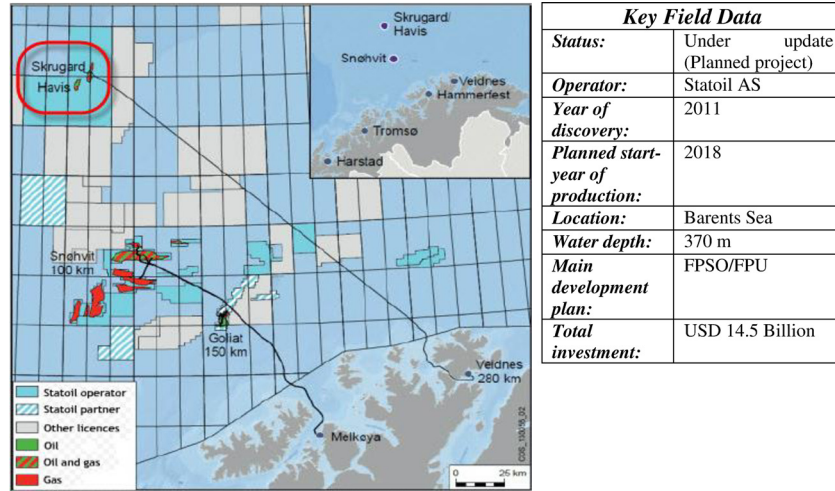 Skrugard/
Havis
Snøhvit
Veidnes
Hammerfest
Tromsø
Harstad
Skrugard
Havis
Snøhvit
100 km
Goliat
150 km
Veidnes
280 km
Melkøya
Statoil operator
Statoil partner
Other licences
Oil
Oil and gas
Gas
0 25 km
Key Field Data
Status: Under update
(Planned project)
Operator: Statoil AS
Year of 2011
discovery:
Planned start- 2018
year of
production:
Location: Barents Sea
Water depth: 370 m
Main FPSO/FPU
development
plan:
Total USD 14.5 Billion
investment: